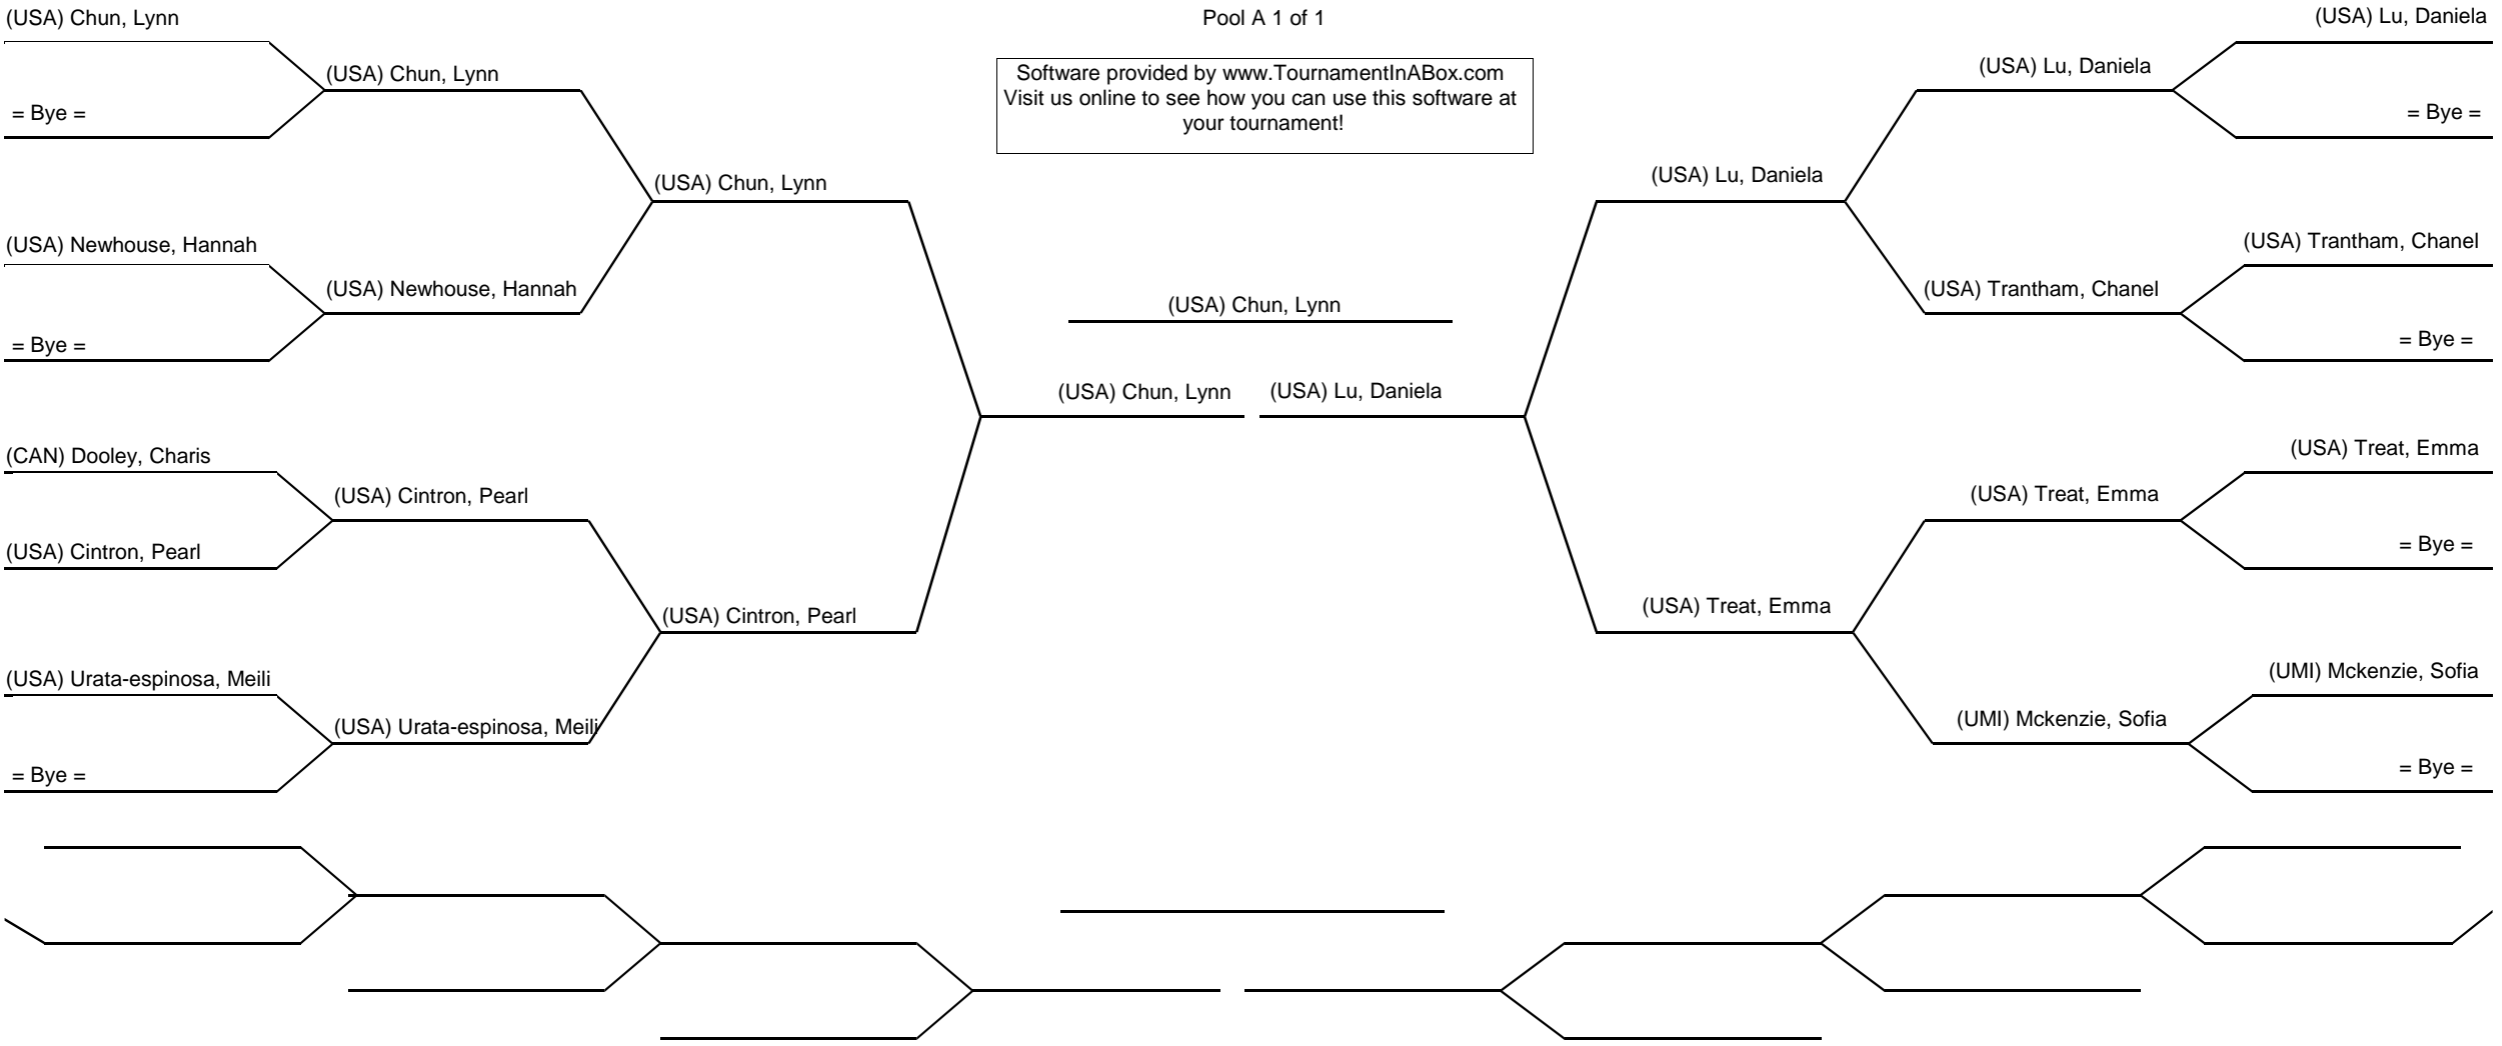 Pool A 1 of 1
Software provided by www.TournamentInABox.com
Visit us online to see how you can use this software at
your tournament!
(USA) Chun, Lynn
= Bye =
(USA) Newhouse, Hannah
= Bye =
(CAN) Dooley, Charis
(USA) Cintron, Pearl
(USA) Urata-espinosa, Meili
= Bye =
(USA) Chun, Lynn
(USA) Newhouse, Hannah
(USA) Cintron, Pearl
(USA) Urata-espinosa, Meili
(USA) Chun, Lynn
(USA) Cintron, Pearl
(USA) Chun, Lynn
(USA) Chun, Lynn
(USA) Lu, Daniela
(USA) Lu, Daniela
(USA) Treat, Emma
(USA) Lu, Daniela
(USA) Trantham, Chanel
(USA) Treat, Emma
(UMI) Mckenzie, Sofia
(USA) Lu, Daniela
= Bye =
(USA) Trantham, Chanel
= Bye =
(USA) Treat, Emma
= Bye =
(UMI) Mckenzie, Sofia
= Bye =